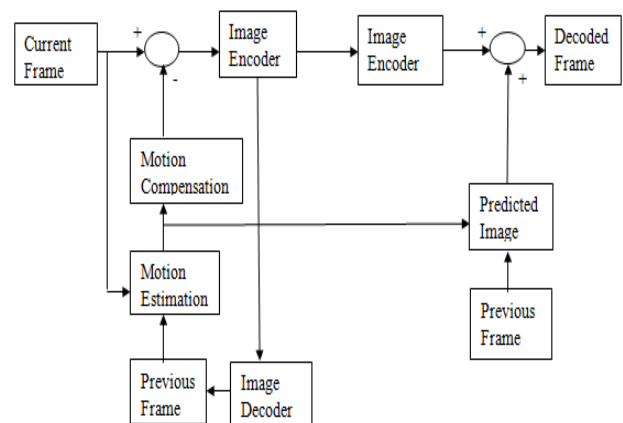 Current
Frame
+
-
Image
Encoder
Image
Encoder
+
+
Decoded
Frame
Motion
Compensation
Predicted
Image
Motion
Estimation
Previous
Frame
Previous
Frame
Image
Decoder